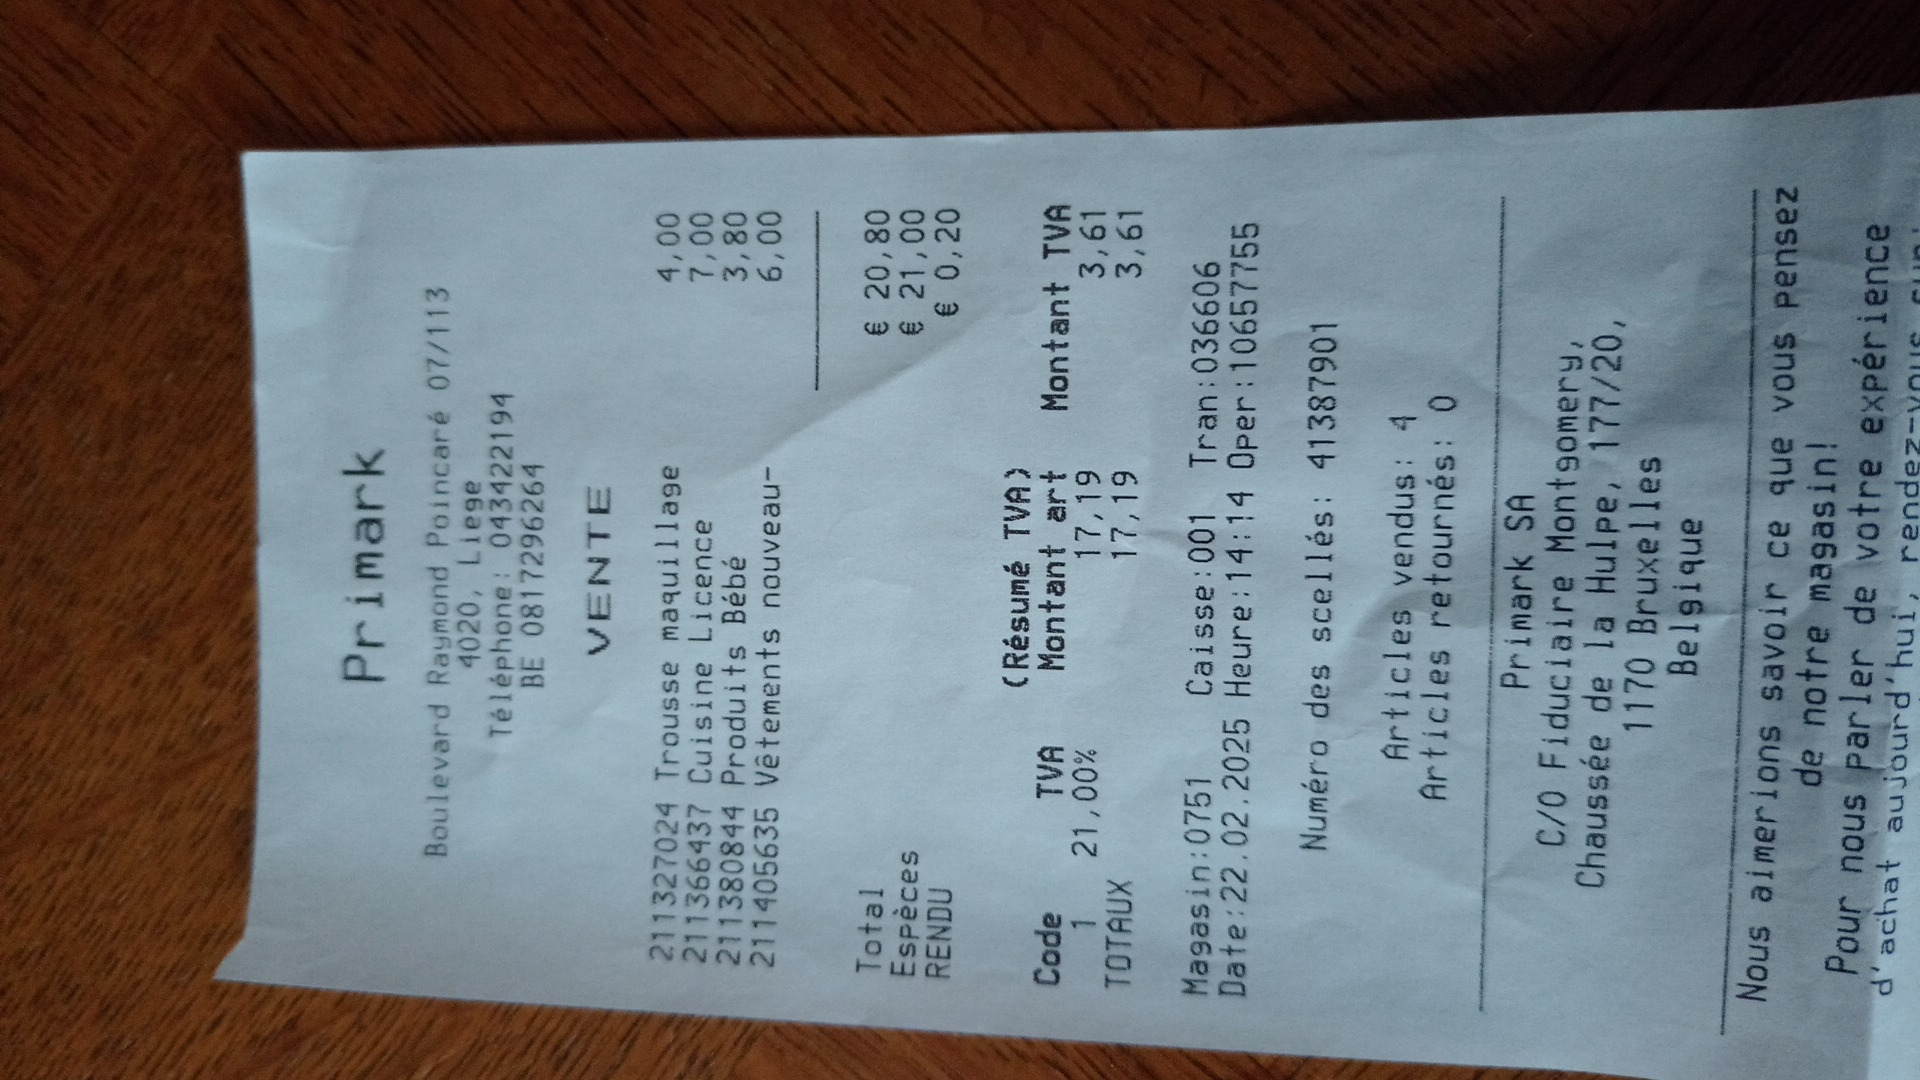 Primark
Boulevard Raymond Poincaré 07/113
4020, Liege
Téléphone: 043422194
BE 0817296264
VENTE
211327024 Trousse maquillage 4,00
211366437 Cuisine Licence 7,00
211380844 Produits Bébé 3,80
211405635 Vêtements nouveau- 6,00
Total € 20,80
Espèces € 21,00
RENDU € 0,20
(Résumé TVA)
Code TVA Montant art Montant TVA
1 21,00% 17,19 3,61
TOTAUX 17,19 3,61
Magasin:0751 Caisse:001 Tran:036606
Date:22.02.2025 Heure:14:14 Oper:10657755
Numéro des scellés: 41387901
Articles vendus: 4
Articles retournés: 0
Primark SA
C/O Fiduciaire Montgomery,
Chaussée de la Hulpe, 177/20,
1170 Bruxelles
Belgique
Nous aimerions savoir ce que vous pensez
de notre magasin!
Pour nous parler de votre expérience
d'achat aujourd'hui, rendez-vous